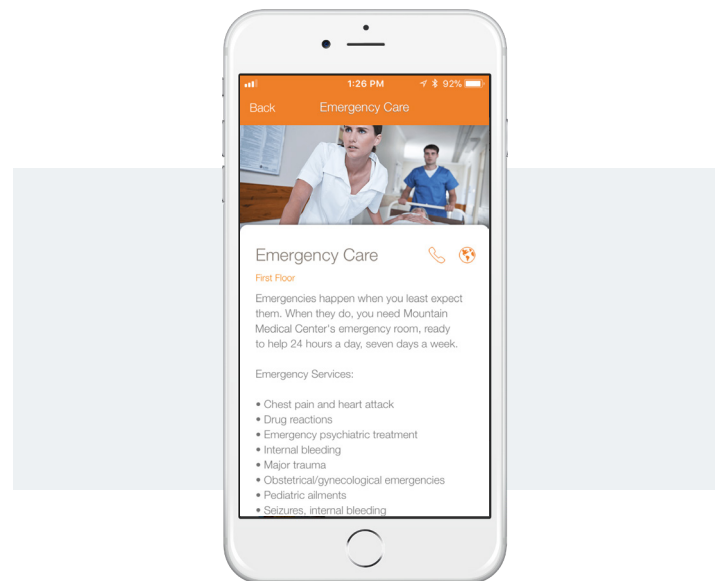 1:26 PM
92%
Back
Emergency Care
Emergency Care
First Floor
Emergencies happen when you least expect
them. When they do, you need Mountain
Medical Center's emergency room, ready
to help 24 hours a day, seven days a week.
Emergency Services:
• Chest pain and heart attack
• Drug reactions
• Emergency psychiatric treatment
• Internal bleeding
• Major trauma
• Obstetrical/gynecological emergencies
• Pediatric ailments
• Seizures, internal bleeding